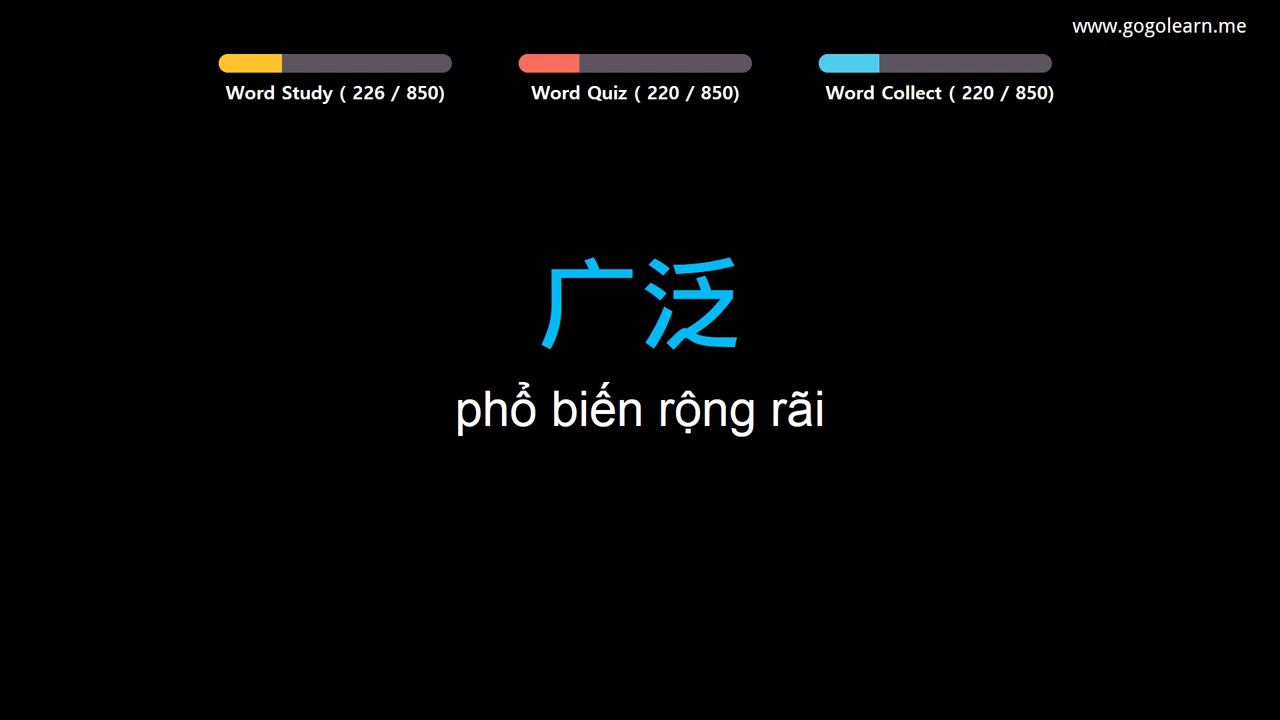 www.gogolearn.me
Word Study ( 226 / 850)
Word Quiz ( 220 / 850)
Word Collect ( 220 / 850)
广泛
phổ biến rộng rãi